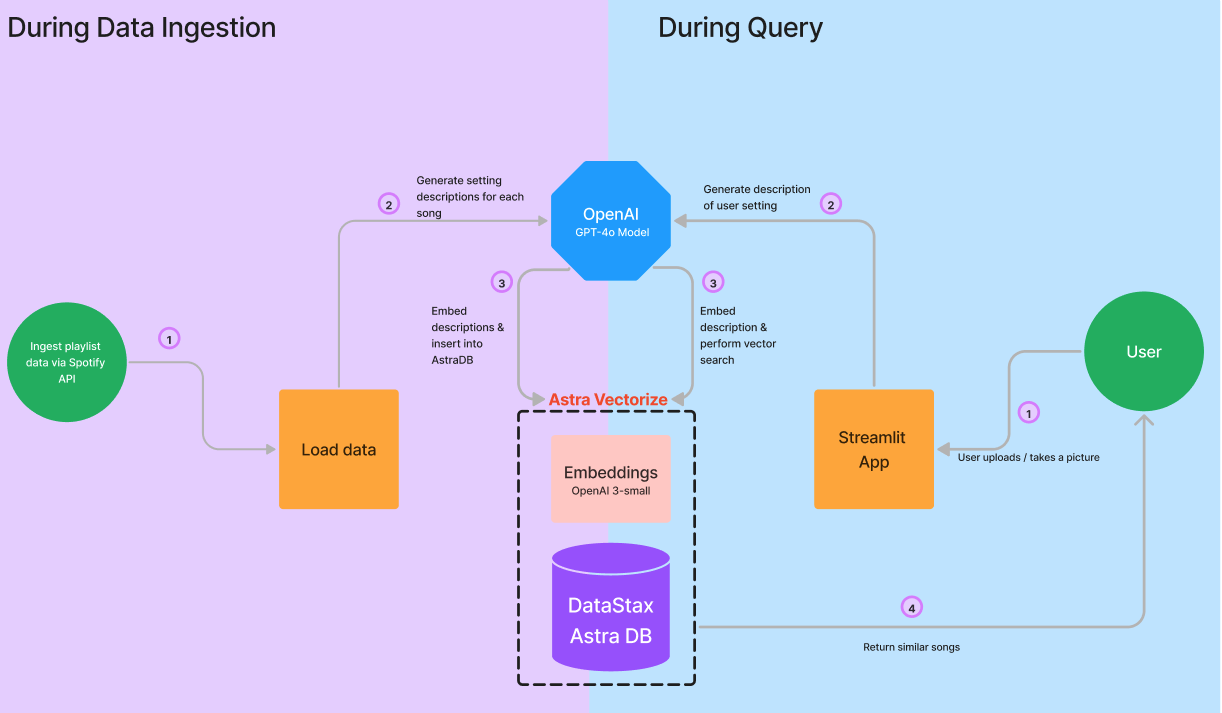 During Data Ingestion
During Query
Generate setting
descriptions for each
song
2
OpenAI
GPT-4o Model
Generate description
of user setting
2
3
Embed
descriptions &
insert into
AstraDB
3
Embed
description &
perform vector
search
1
Ingest playlist
data via Spotify
API
Load data
Astra Vectorize
Embeddings
OpenAI 3-small
DataStax
Astra DB
Streamlit
App
User
1
User uploads / takes a picture
4
Return similar songs